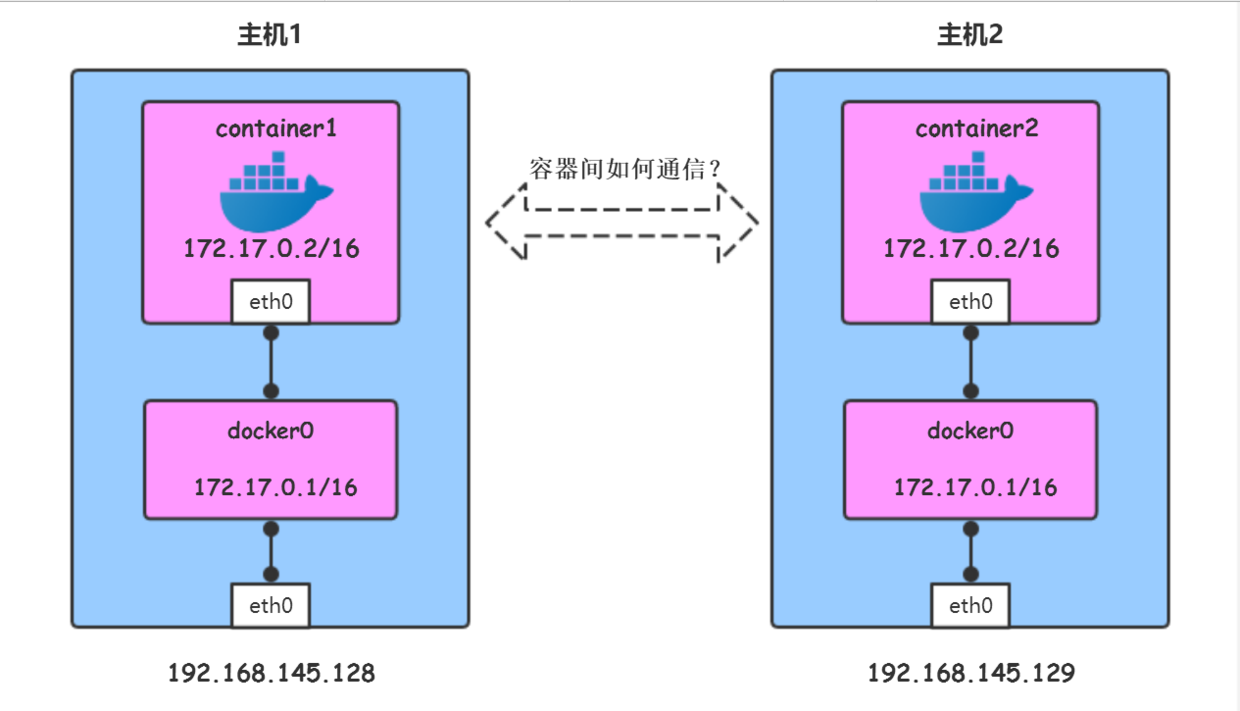 主机1
主机2
container1
172.17.0.2/16
eth0
docker0
172.17.0.1/16
eth0
192.168.145.128
容器间如何通信？
container2
172.17.0.2/16
eth0
docker0
172.17.0.1/16
eth0
192.168.145.129